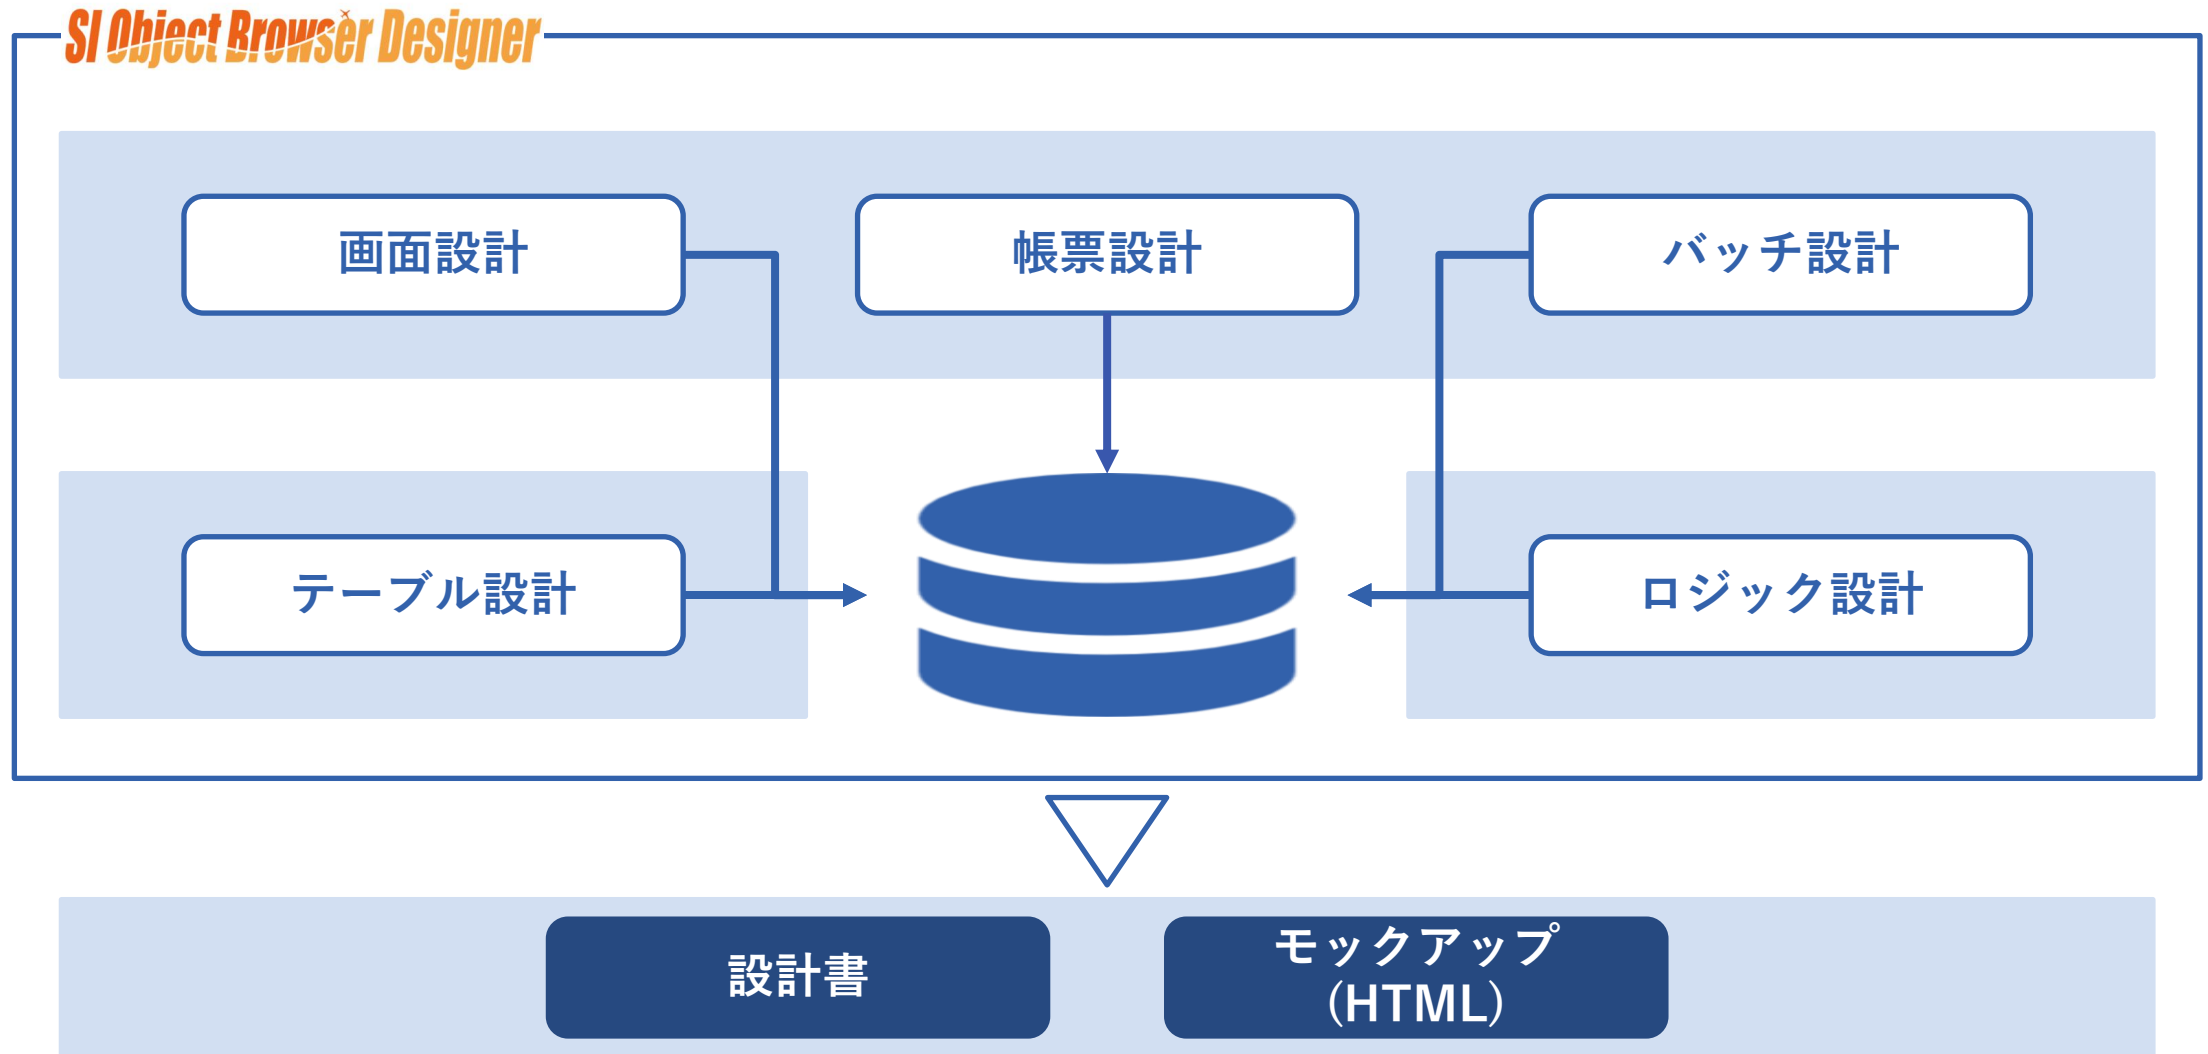 SI Object Browser Designer
画面設計
帳票設計
バッチ設計
テーブル設計
ロジック設計
設計書
モックアップ
(HTML)